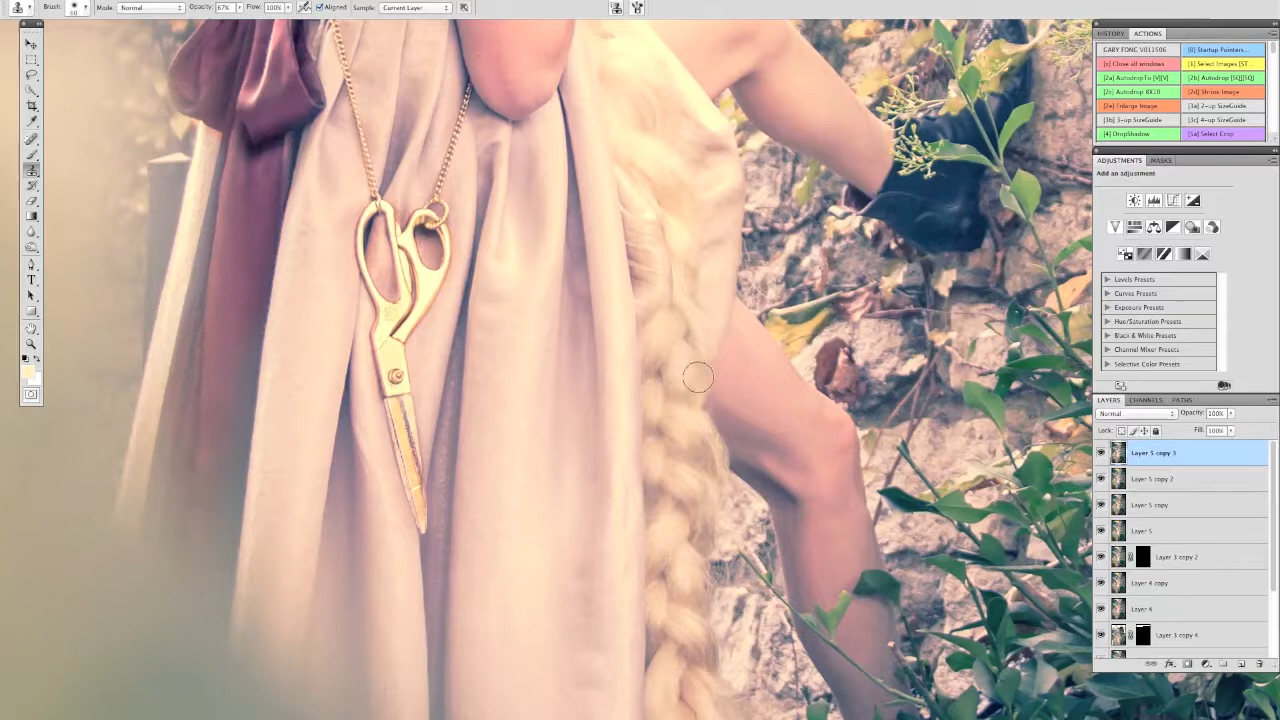 Brush: 60 Mode: Normal Opacity: 67% Flow: 100% Aligned Sample: Current Layer
HISTORY ACTIONS
GARY FONG V011506 [0] Startup Pointers...
[s] Close all windows [1] Select Images [ST...
[2a] AutodropTo [V][V] [2b] Autodrop [SQ][SQ]
[2c] Autodrop 8X10 [2d] Shrink Image
[2e] Enlarge Image [3a] 2-up SizeGuide
[3b] 3-up SizeGuide [3c] 4-up SizeGuide
[4] DropShadow [5a] Select Crop
ADJUSTMENTS MASKS
Add an adjustment
Levels Presets
Curves Presets
Exposure Presets
Hue/Saturation Presets
Black & White Presets
Channel Mixer Presets
Selective Color Presets
LAYERS CHANNELS PATHS
Normal Opacity: 100%
Lock: Fill: 100%
Layer 5 copy 3
Layer 5 copy 2
Layer 5 copy
Layer 5
Layer 3 copy 2
Layer 4 copy
Layer 4
Layer 3 copy 4